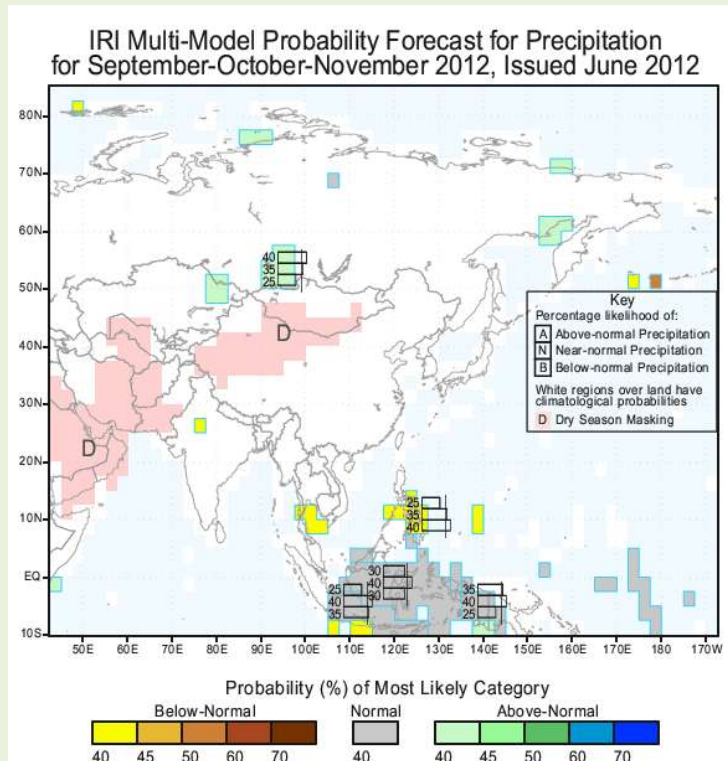 IRI Multi-Model Probability Forecast for Precipitation
for September-October-November 2012, Issued June 2012
80N
70N
60N
50N
40N
30N
20N
10N
EQ
10S
40
35
25
D
D
25
35
40
30
40
30
25
40
35
35
40
25
Key
Percentage likelihood of:
A Above-normal Precipitation
N Near-normal Precipitation
B Below-normal Precipitation
White regions over land have
climatological probabilities
D Dry Season Masking
50E 60E 70E 80E 90E 100E 110E 120E 130E 140E 150E 160E 170E 180 170W
Probability (%) of Most Likely Category
Below-Normal Normal Above-Normal
40 45 50 60 70 40 40 45 50 60 70